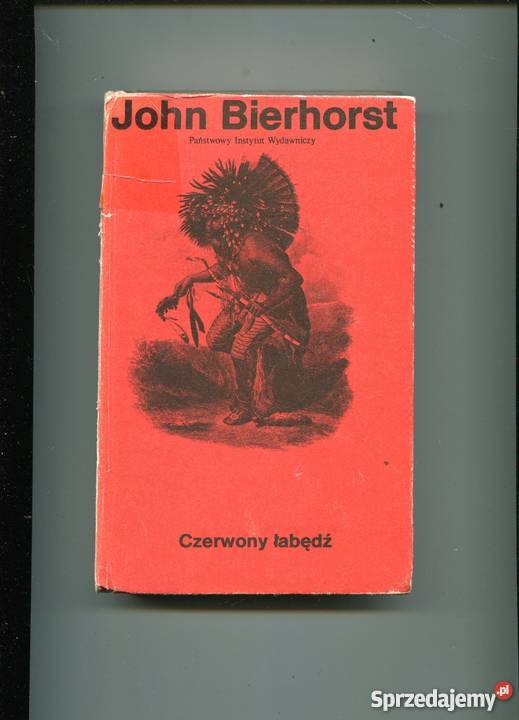 John Bierhorst
Państwowy Instytut Wydawniczy
Czerwony łabędź
Sprzedajemy.pl